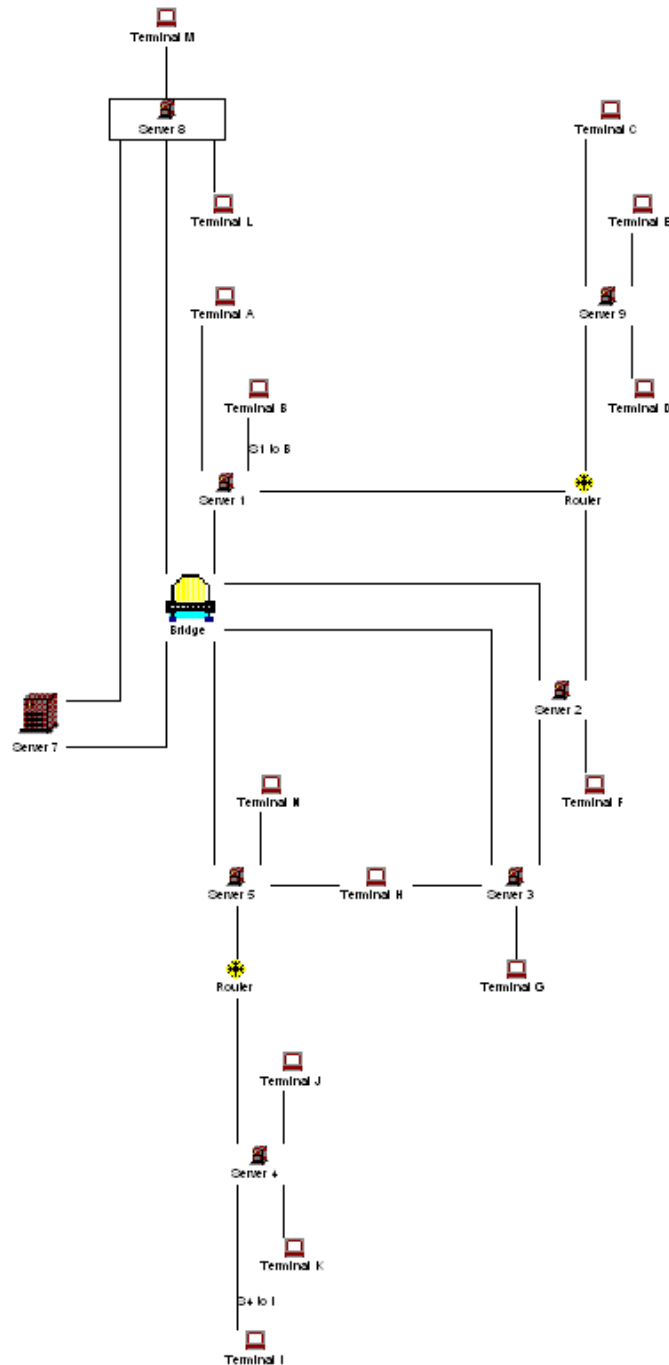 Terminal M
Server 8
Terminal C
Terminal L
Terminal E
Terminal A
Server 9
Terminal B
Terminal D
S1 to B
Server 1
Router
Bridge
Server 2
Server 7
Terminal N
Terminal F
Server 5
Terminal H
Server 3
Router
Terminal G
Terminal J
Server 4
Terminal K
S4 to I
Terminal I